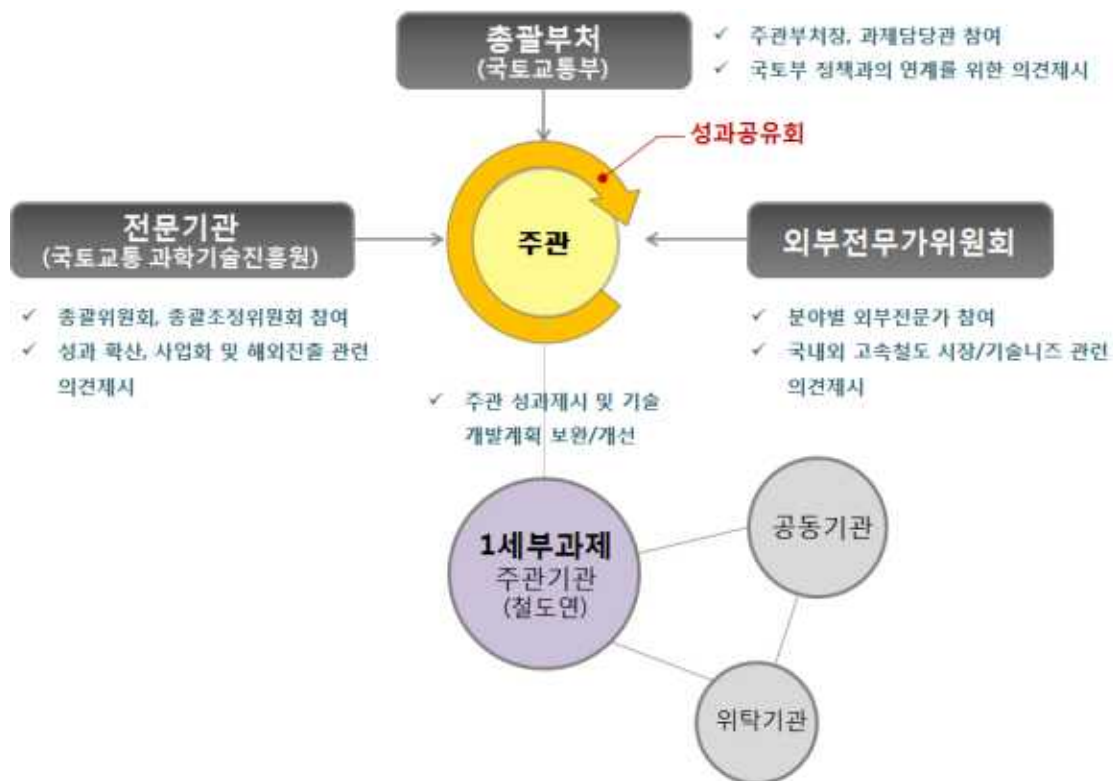 총괄부처
(국토교통부)
✓ 주관부처장, 과제담당관 참여
✓ 국토부 정책과의 연계를 위한 의견제시
성과공유회
전문기관
(국토교통 과학기술진흥원)
주관
외부전무가위원회
✓ 총괄위원회, 총괄조정위원회 참여
✓ 성과 확산, 사업화 및 해외진출 관련
의견제시
✓ 분야별 외부전문가 참여
✓ 국내외 고속철도 시장/기술니즈 관련
의견제시
✓ 주관 성과제시 및 기술
개발계획 보완/개선
1세부과제
주관기관
(철도연)
공동기관
위탁기관